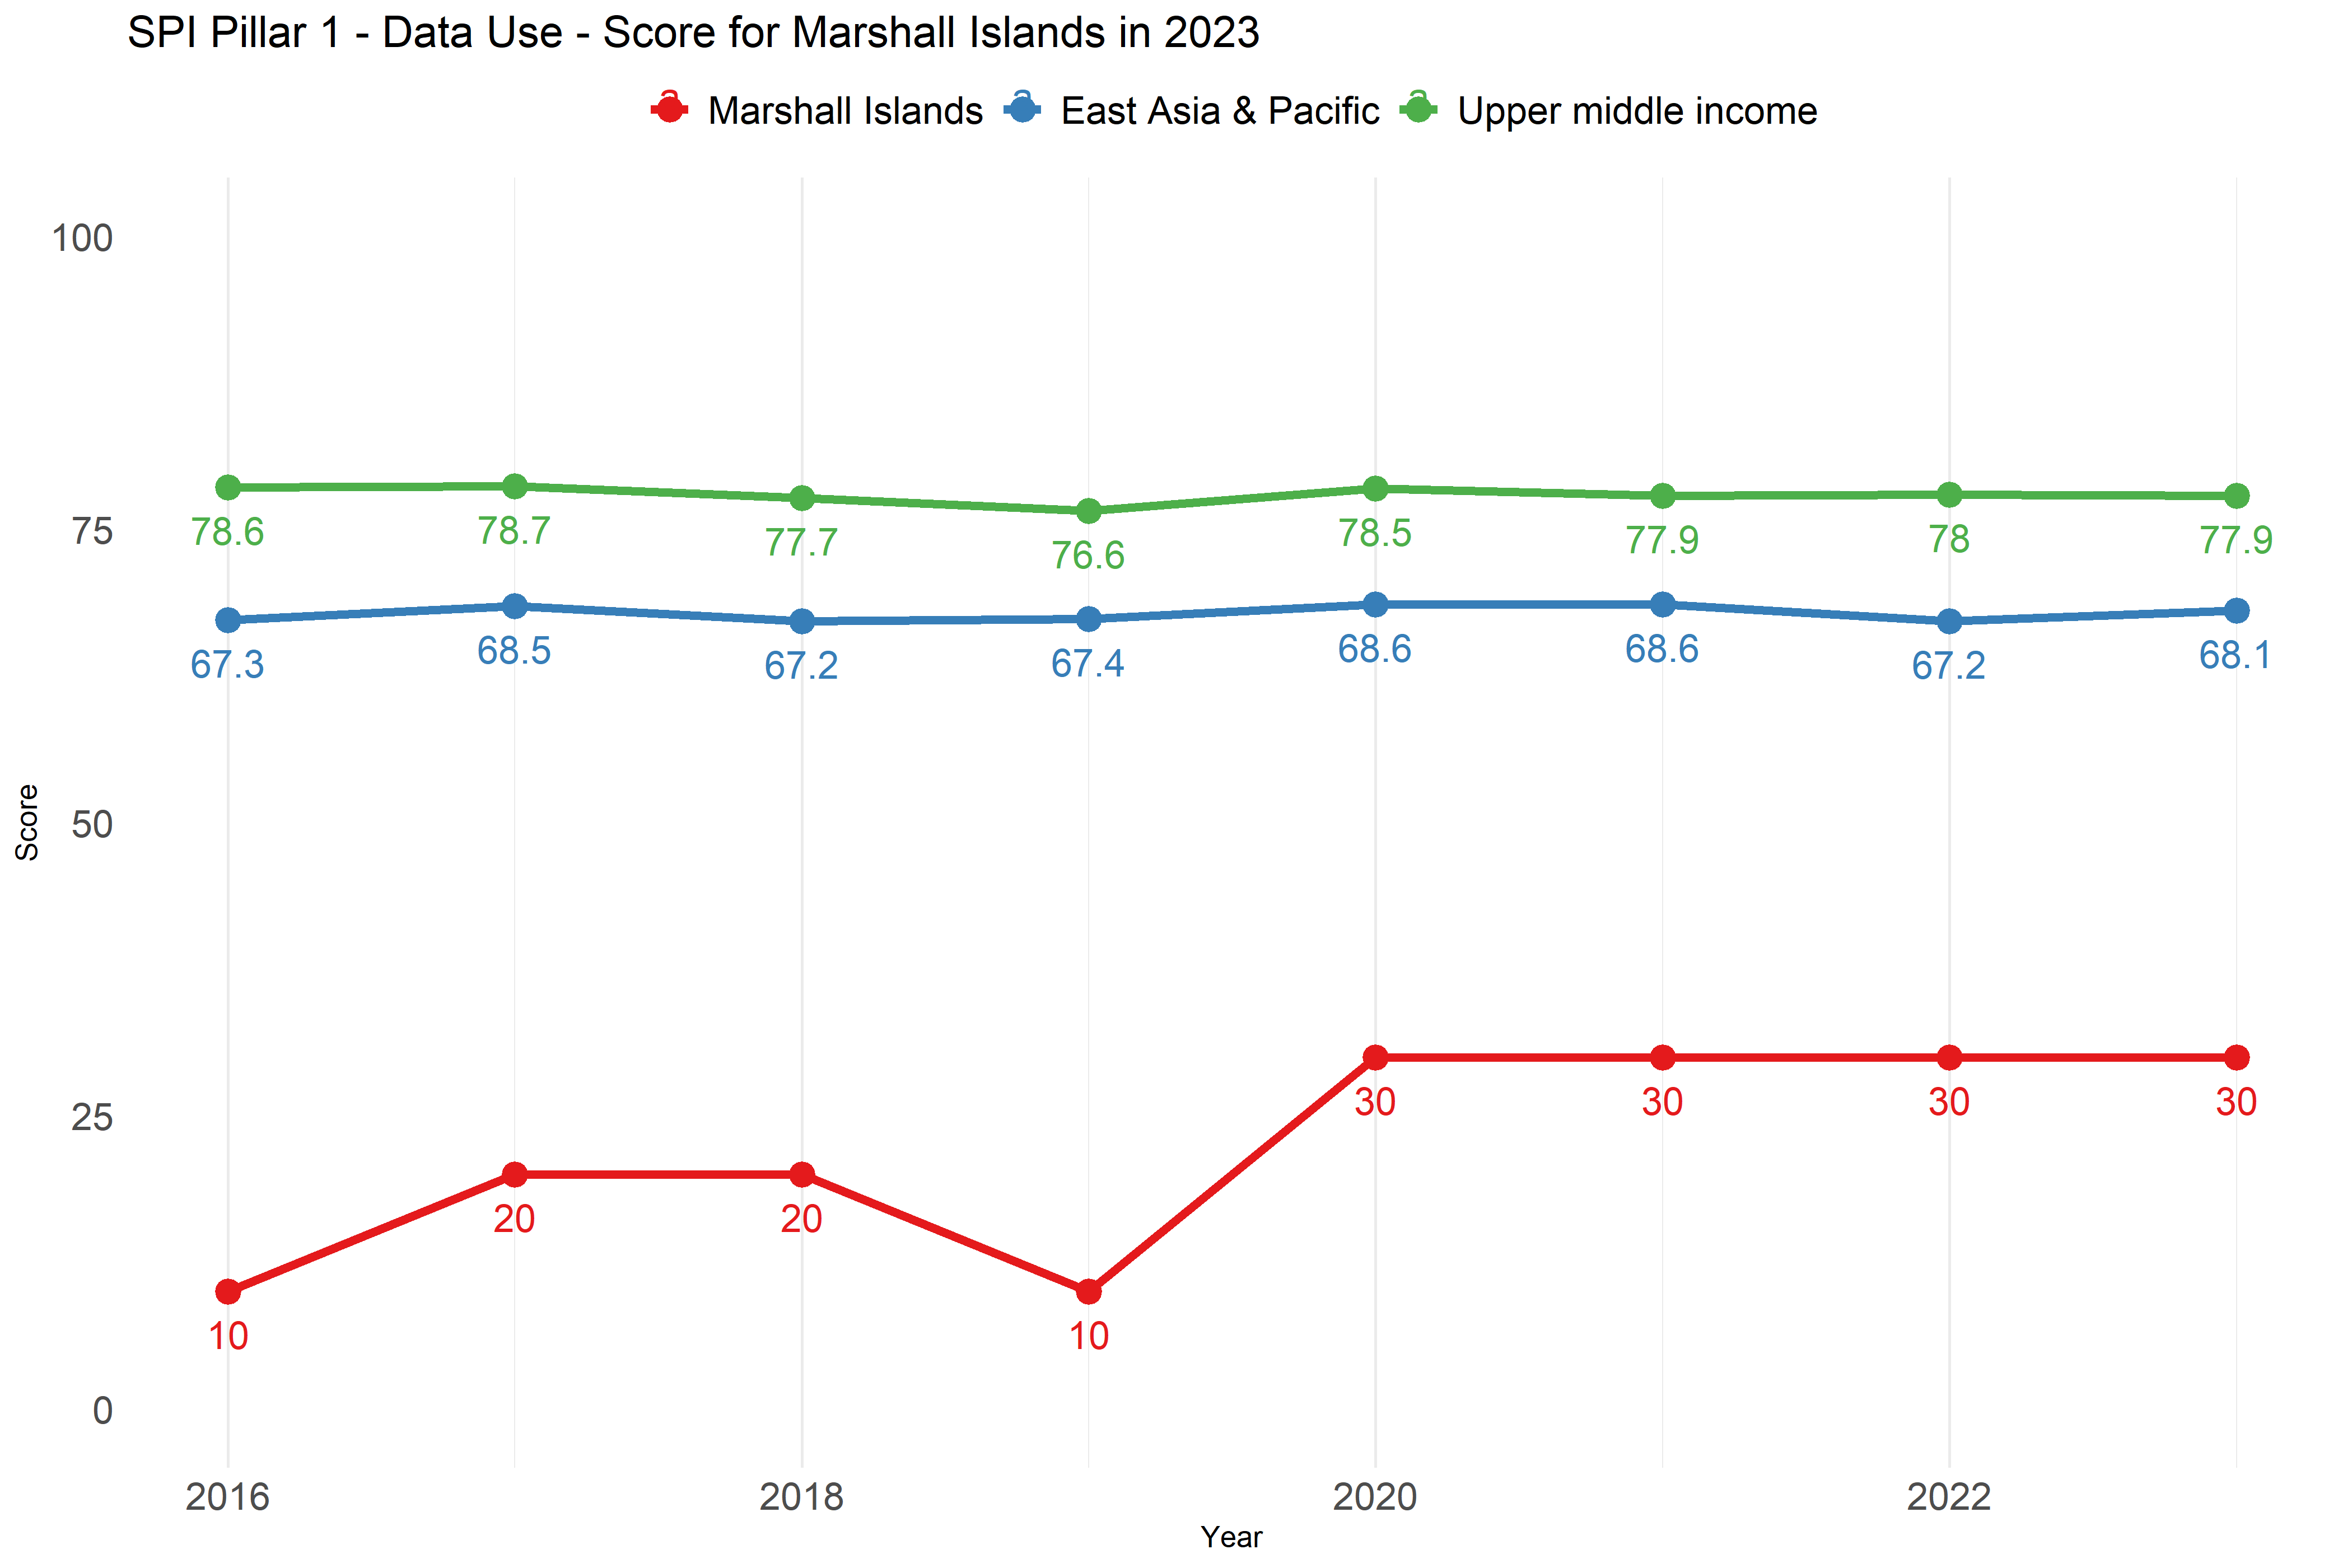 SPI Pillar 1 - Data Use - Score for Marshall Islands in 2023
Marshall Islands East Asia & Pacific Upper middle income
100
75
50
25
0
Score
78.6 78.7 77.7 76.6 78.5 77.9 78 77.9
67.3 68.5 67.2 67.4 68.6 68.6 67.2 68.1
10 20 20 10 30 30 30 30
2016 2018 2020 2022
Year